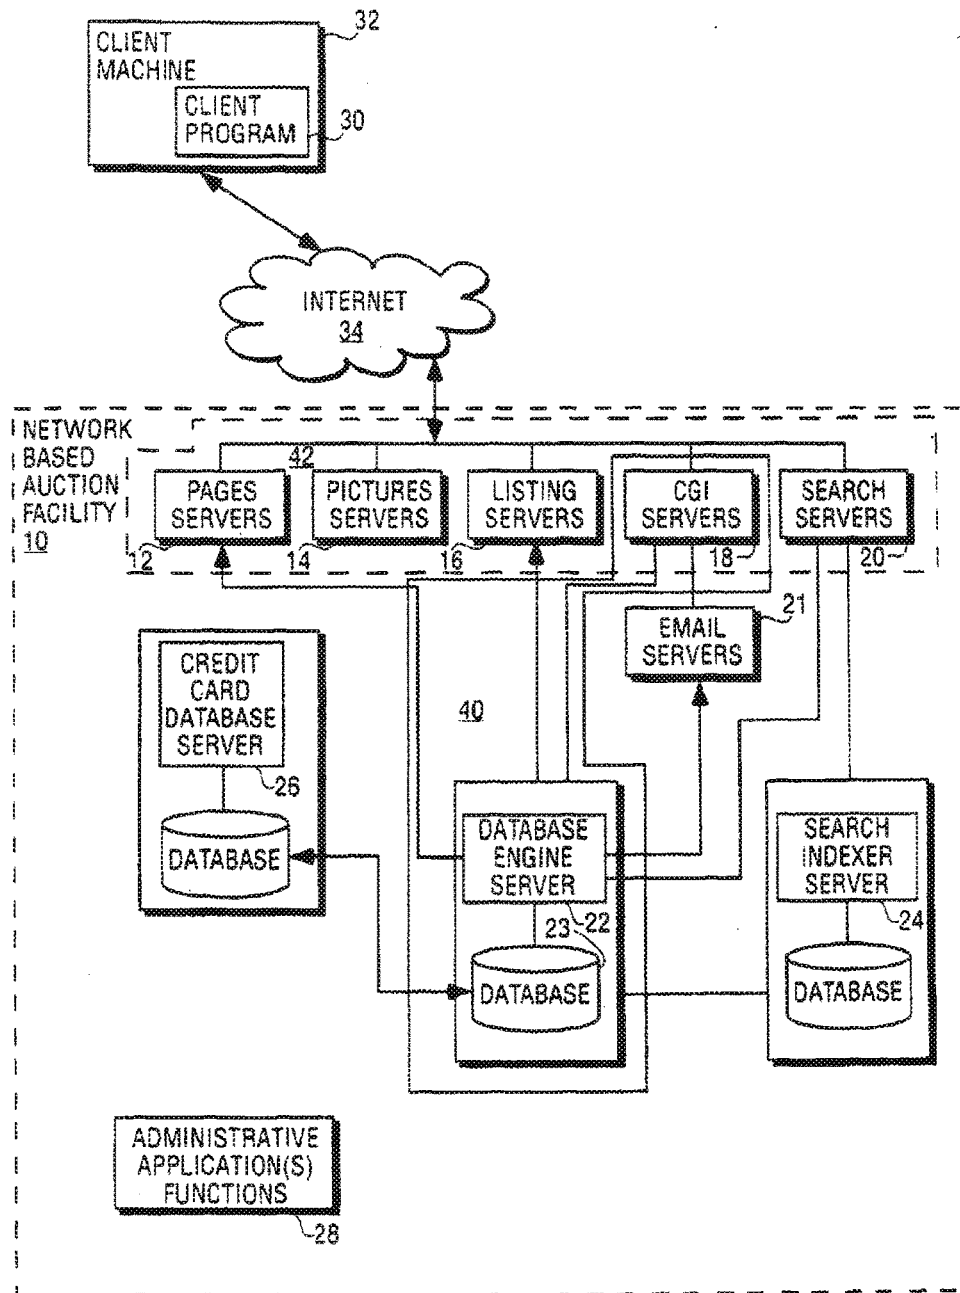 32
CLIENT
MACHINE
CLIENT
PROGRAM
30
INTERNET
34
NETWORK
BASED
AUCTION
FACILITY
10
42
PAGES
SERVERS
12
PICTURES
SERVERS
14
LISTING
SERVERS
16
CGI
SERVERS
18
SEARCH
SERVERS
20
EMAIL
SERVERS
21
CREDIT
CARD
DATABASE
SERVER
26
DATABASE
40
DATABASE
ENGINE
SERVER
22
23
DATABASE
SEARCH
INDEXER
SERVER
24
DATABASE
ADMINISTRATIVE
APPLICATION(S)
FUNCTIONS
28